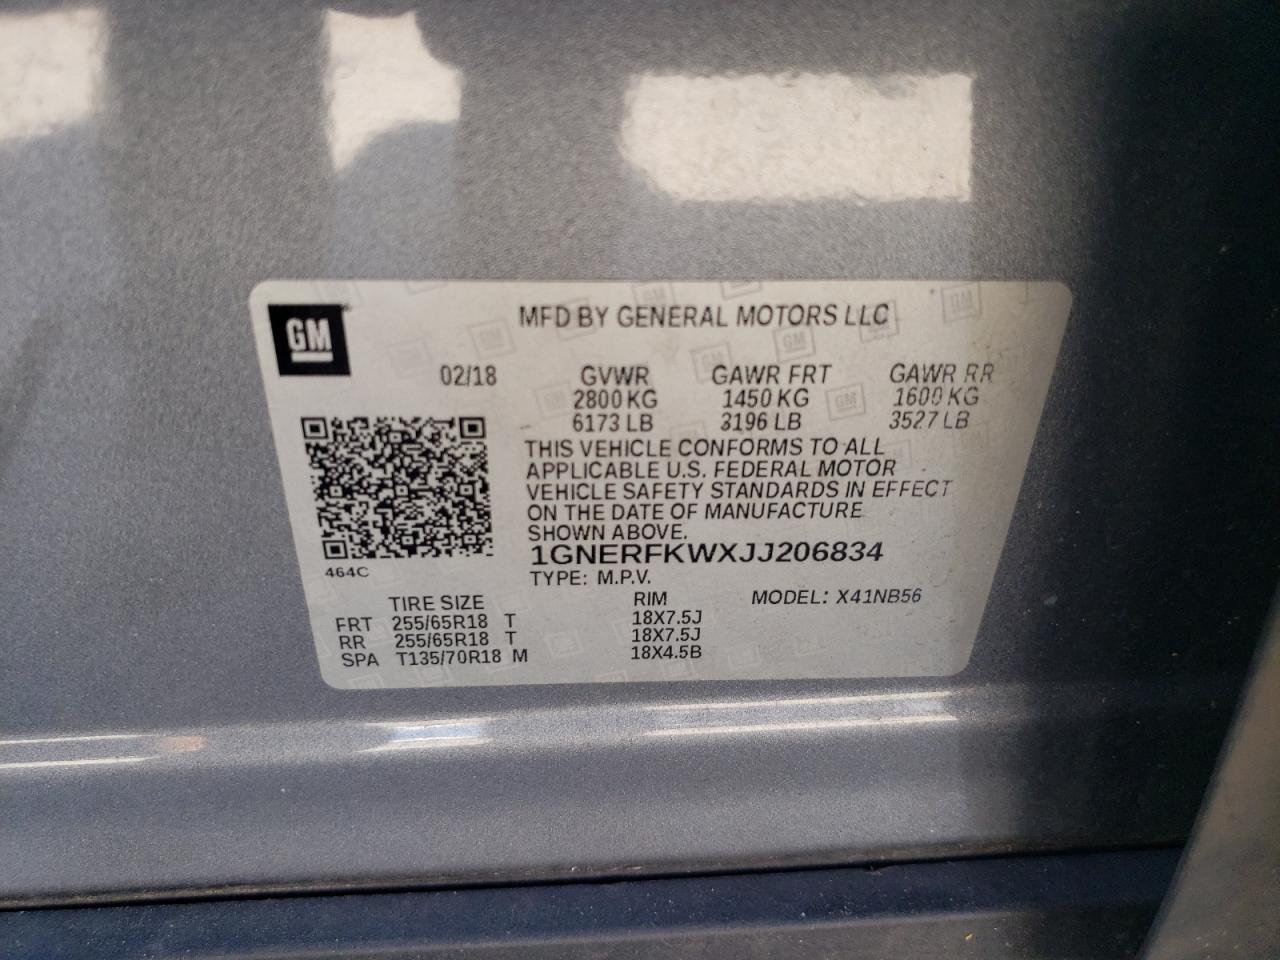 GM
MFD BY GENERAL MOTORS LLC
02/18 GVWR GAWR FRT GAWR RR
2800 KG 1450 KG 1600 KG
6173 LB 3196 LB 3527 LB
THIS VEHICLE CONFORMS TO ALL
APPLICABLE U.S. FEDERAL MOTOR
VEHICLE SAFETY STANDARDS IN EFFECT
ON THE DATE OF MANUFACTURE
SHOWN ABOVE.
1GNERFKWXJJ206834
464C
TYPE: M.P.V.
TIRE SIZE RIM MODEL: X41NB56
FRT 255/65R18 T 18X7.5J
RR 255/65R18 T 18X7.5J
SPA T135/70R18 M 18X4.5B